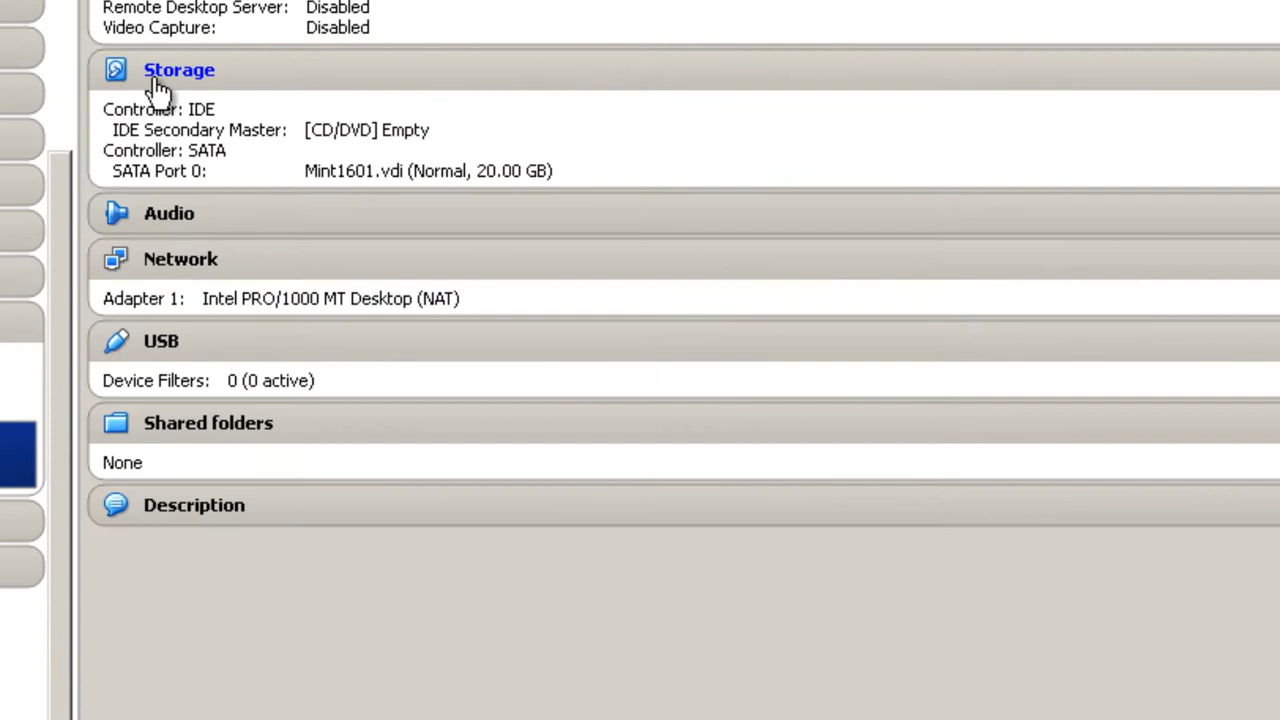 Remote Desktop Server: Disabled
Video Capture: Disabled
Storage
Controller: IDE
IDE Secondary Master: [CD/DVD] Empty
Controller: SATA
SATA Port 0: Mint1601.vdi (Normal, 20.00 GB)
Audio
Network
Adapter 1: Intel PRO/1000 MT Desktop (NAT)
USB
Device Filters: 0 (0 active)
Shared folders
None
Description